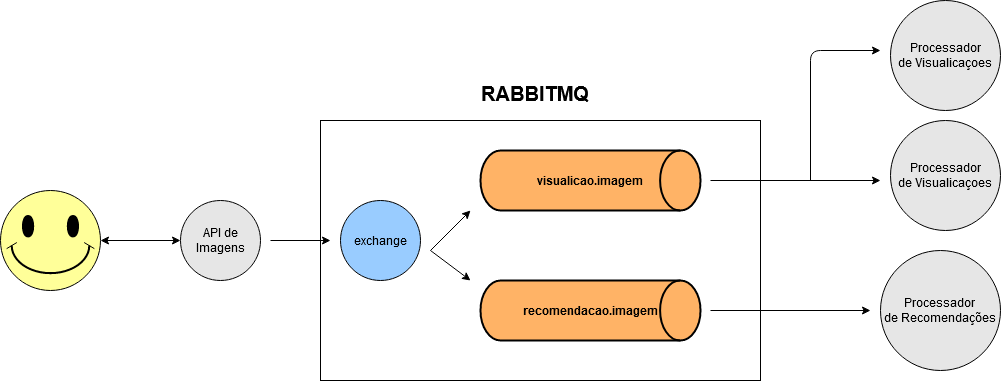 Processador
de Visualicaçoes
RABBITMQ
visualicao.imagem
Processador
de Visualicaçoes
API de
Imagens
exchange
recomendacao.imagem
Processador
de Recomendações